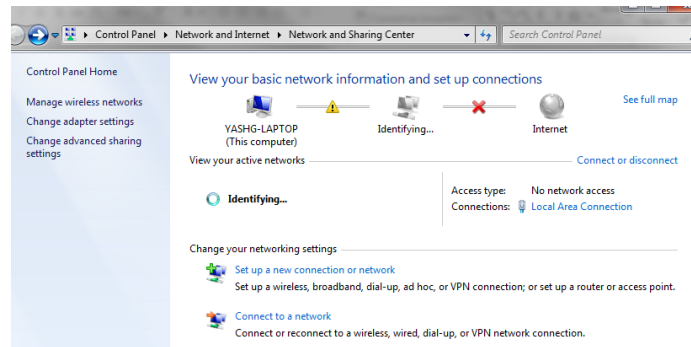 Control Panel ▸ Network and Internet ▸ Network and Sharing Center
Search Control Panel
Control Panel Home
Manage wireless networks
Change adapter settings
Change advanced sharing
settings
View your basic network information and set up connections
See full map
YASHG-LAPTOP
(This computer)
Identifying...
Internet
View your active networks
Connect or disconnect
Identifying...
Access type: No network access
Connections: Local Area Connection
Change your networking settings
Set up a new connection or network
Set up a wireless, broadband, dial-up, ad hoc, or VPN connection; or set up a router or access point.
Connect to a network
Connect or reconnect to a wireless, wired, dial-up, or VPN network connection.